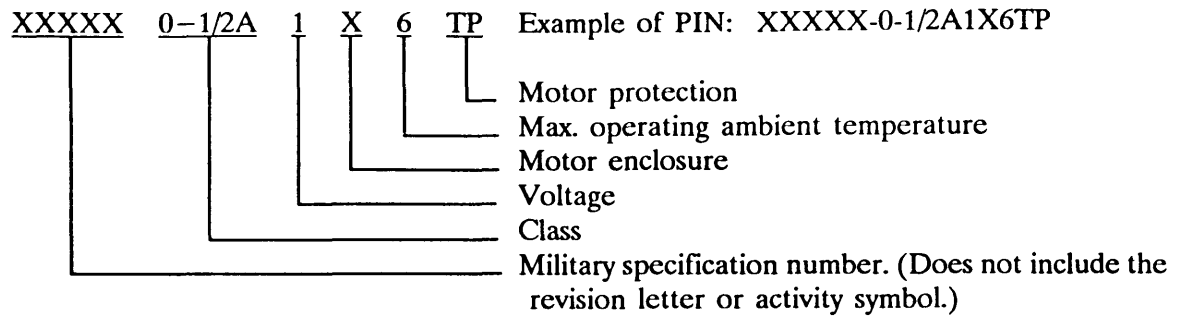 XXXXX 0-1/2A 1 X 6 TP Example of PIN: XXXXX-0-1/2A1X6TP
Motor protection
Max. operating ambient temperature
Motor enclosure
Voltage
Class
Military specification number. (Does not include the
revision letter or activity symbol.)